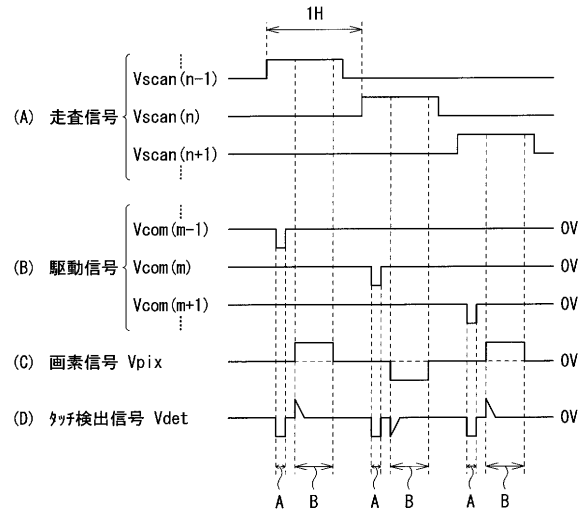 1H
Vscan(n-1)
(A) 走査信号 Vscan(n)
Vscan(n+1)
Vcom(m-1) 0V
(B) 駆動信号 Vcom(m) 0V
Vcom(m+1) 0V
(C) 画素信号 Vpix 0V
(D) タッチ検出信号 Vdet 0V
A B A B A B